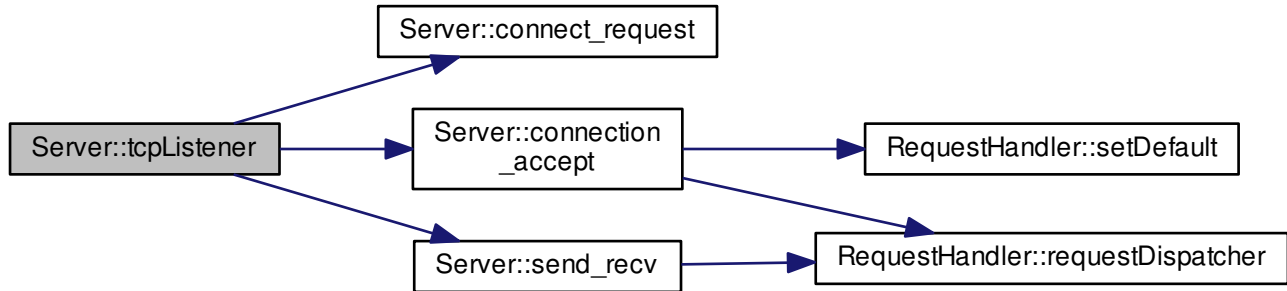 Server::connect_request
Server::tcpListener
Server::connection
_accept
RequestHandler::setDefault
Server::send_recv
RequestHandler::requestDispatcher